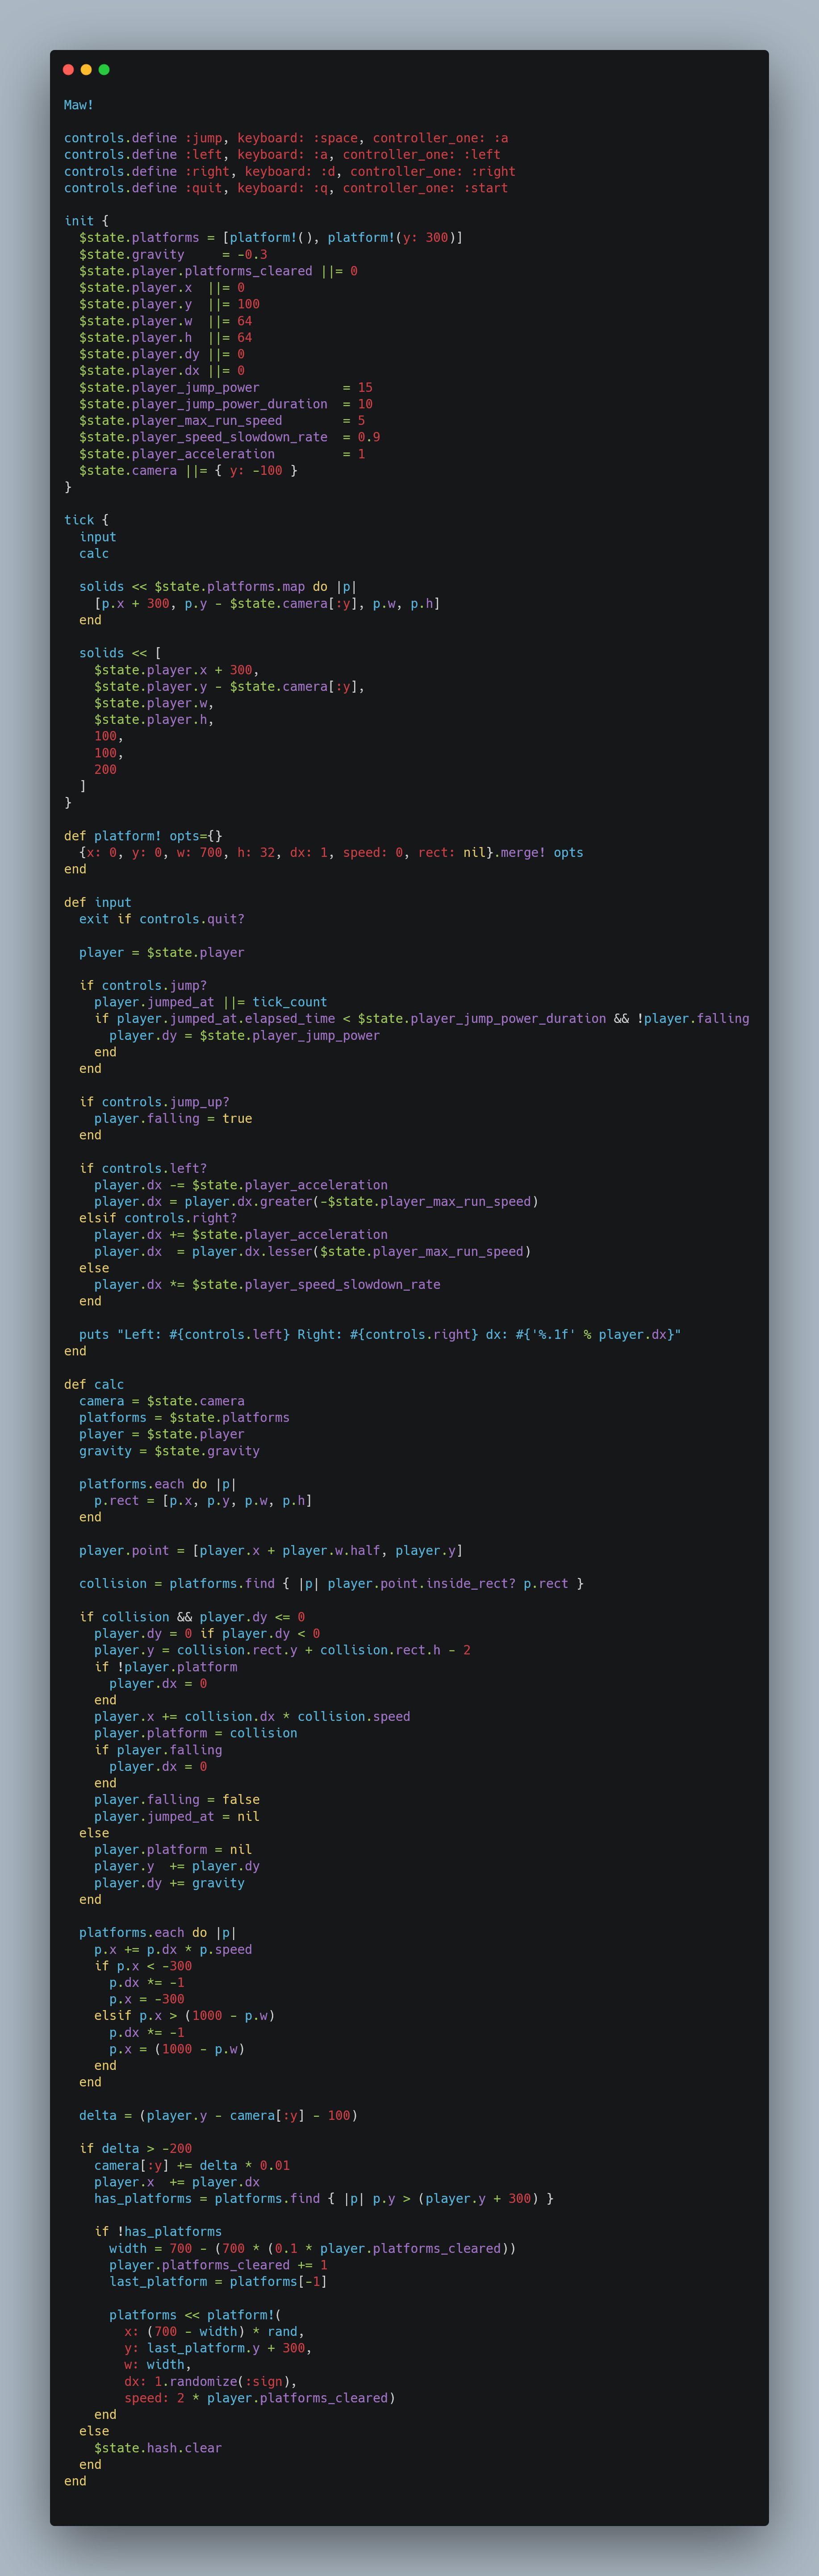 Maw!

controls.define :jump, keyboard: :space, controller_one: :a
controls.define :left, keyboard: :a, controller_one: :left
controls.define :right, keyboard: :d, controller_one: :right
controls.define :quit, keyboard: :q, controller_one: :start

init {
  $state.platforms = [platform!(), platform!(y: 300)]
  $state.gravity     = -0.3
  $state.player.platforms_cleared ||= 0
  $state.player.x  ||= 0
  $state.player.y  ||= 100
  $state.player.w  ||= 64
  $state.player.h  ||= 64
  $state.player.dy ||= 0
  $state.player.dx ||= 0
  $state.player_jump_power           = 15
  $state.player_jump_power_duration  = 10
  $state.player_max_run_speed        = 5
  $state.player_speed_slowdown_rate  = 0.9
  $state.player_acceleration         = 1
  $state.camera ||= { y: -100 }
}

tick {
  input
  calc

  solids << $state.platforms.map do |p|
    [p.x + 300, p.y - $state.camera[:y], p.w, p.h]
  end

  solids << [
    $state.player.x + 300,
    $state.player.y - $state.camera[:y],
    $state.player.w,
    $state.player.h,
    100,
    100,
    200
  ]
}

def platform! opts={}
  {x: 0, y: 0, w: 700, h: 32, dx: 1, speed: 0, rect: nil}.merge! opts
end

def input
  exit if controls.quit?

  player = $state.player

  if controls.jump?
    player.jumped_at ||= tick_count
    if player.jumped_at.elapsed_time < $state.player_jump_power_duration && !player.falling
      player.dy = $state.player_jump_power
    end
  end

  if controls.jump_up?
    player.falling = true
  end

  if controls.left?
    player.dx -= $state.player_acceleration
    player.dx = player.dx.greater(-$state.player_max_run_speed)
  elsif controls.right?
    player.dx += $state.player_acceleration
    player.dx  = player.dx.lesser($state.player_max_run_speed)
  else
    player.dx *= $state.player_speed_slowdown_rate
  end

  puts "Left: #{controls.left} Right: #{controls.right} dx: #{'%.1f' % player.dx}"
end

def calc
  camera = $state.camera
  platforms = $state.platforms
  player = $state.player
  gravity = $state.gravity

  platforms.each do |p|
    p.rect = [p.x, p.y, p.w, p.h]
  end

  player.point = [player.x + player.w.half, player.y]

  collision = platforms.find { |p| player.point.inside_rect? p.rect }

  if collision && player.dy <= 0
    player.dy = 0 if player.dy < 0
    player.y = collision.rect.y + collision.rect.h - 2
    if !player.platform
      player.dx = 0
    end
    player.x += collision.dx * collision.speed
    player.platform = collision
    if player.falling
      player.dx = 0
    end
    player.falling = false
    player.jumped_at = nil
  else
    player.platform = nil
    player.y  += player.dy
    player.dy += gravity
  end

  platforms.each do |p|
    p.x += p.dx * p.speed
    if p.x < -300
      p.dx *= -1
      p.x = -300
    elsif p.x > (1000 - p.w)
      p.dx *= -1
      p.x = (1000 - p.w)
    end
  end

  delta = (player.y - camera[:y] - 100)

  if delta > -200
    camera[:y] += delta * 0.01
    player.x  += player.dx
    has_platforms = platforms.find { |p| p.y > (player.y + 300) }

    if !has_platforms
      width = 700 - (700 * (0.1 * player.platforms_cleared))
      player.platforms_cleared += 1
      last_platform = platforms[-1]

      platforms << platform!(
        x: (700 - width) * rand,
        y: last_platform.y + 300,
        w: width,
        dx: 1.randomize(:sign),
        speed: 2 * player.platforms_cleared)
    end
  else
    $state.hash.clear
  end
end